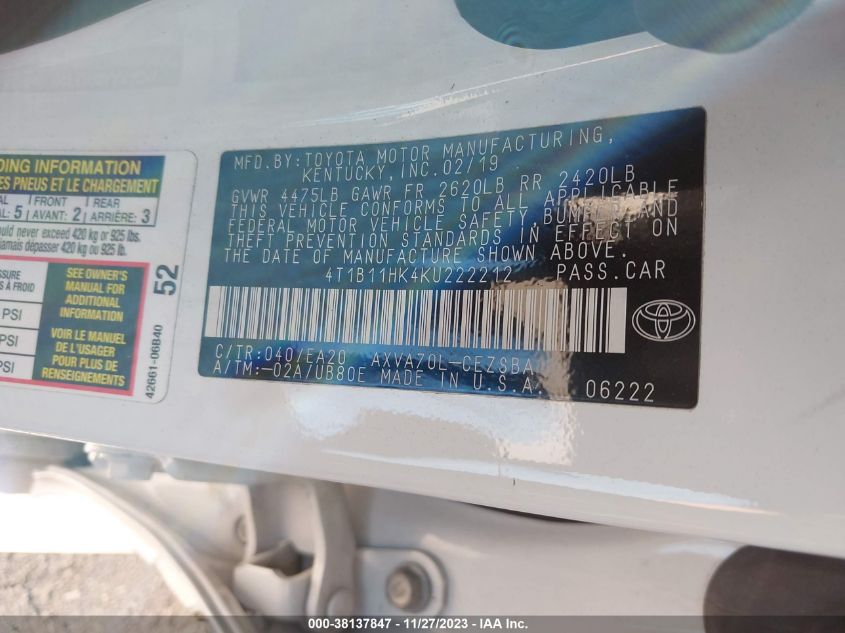 DING INFORMATION
ES PNEUS ET LE CHARGEMENT
AL: 5 FRONT AVANT: 2 REAR ARRIÈRE: 3
ould never exceed 420 kg or 925 lbs.
jamais dépasser 420 kg ou 925 lb.
SSURE
À FROID
PSI
PSI
SEE OWNER'S
MANUAL FOR
ADDITIONAL
INFORMATION
VOIR LE MANUEL
DE L'USAGER
POUR PLUS DE
RENSEIGNEMENTS
52
42661-06B40
MFD.BY:TOYOTA MOTOR MANUFACTURING,
KENTUCKY, INC. 02/19
GVWR 4475LB GAWR FR 2620LB RR 2420LB
THIS VEHICLE CONFORMS TO ALL APPLICABLE
FEDERAL MOTOR VEHICLE SAFETY, BUMPER, AND
THEFT PREVENTION STANDARDS IN EFFECT ON
THE DATE OF MANUFACTURE SHOWN ABOVE.
4T1B11HK4KU222212 PASS.CAR
C/TR:040/EA20 AXVA70L-CEZSBA
A/TM:-02A/UB80E MADE IN U.S.A.
06222
000-38137847 - 11/27/2023 - © IAA Inc.